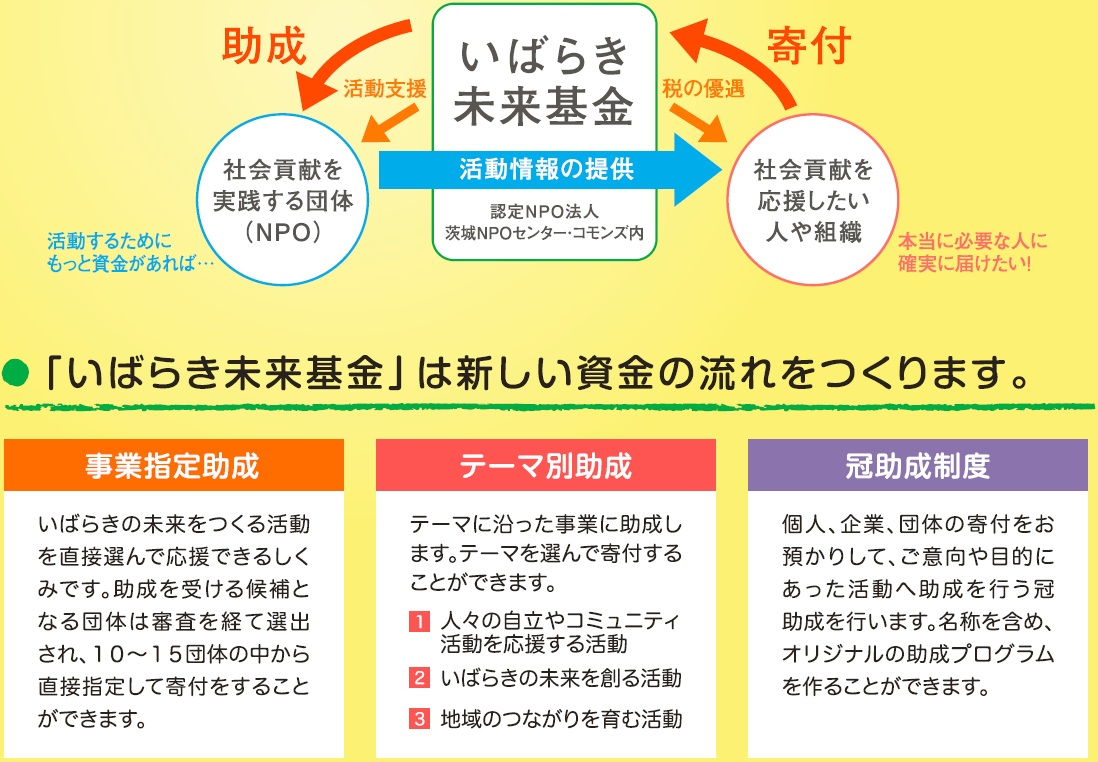 助成
活動支援
いばらき
未来基金
税の優遇
寄付
社会貢献を
実践する団体
（NPO）
活動情報の提供
認定NPO法人
茨城NPOセンター・コモンズ内
社会貢献を
応援したい
人や組織
活動するために
もっと資金があれば…
本当に必要な人に
確実に届けたい!
「いばらき未来基金」は新しい資金の流れをつくります。
事業指定助成
いばらきの未来をつくる活動
を直接選んで応援できるしく
みです。助成を受ける候補と
なる団体は審査を経て選出
され、１０〜１５団体の中から
直接指定して寄付をすること
ができます。
テーマ別助成
テーマに沿った事業に助成し
ます。テーマを選んで寄付する
ことができます。
1 人々の自立やコミュニティ
活動を応援する活動
2 いばらきの未来を創る活動
3 地域のつながりを育む活動
冠助成制度
個人、企業、団体の寄付をお
預かりして、ご意向や目的に
あった活動へ助成を行う冠
助成を行います。名称を含め、
オリジナルの助成プログラム
を作ることができます。